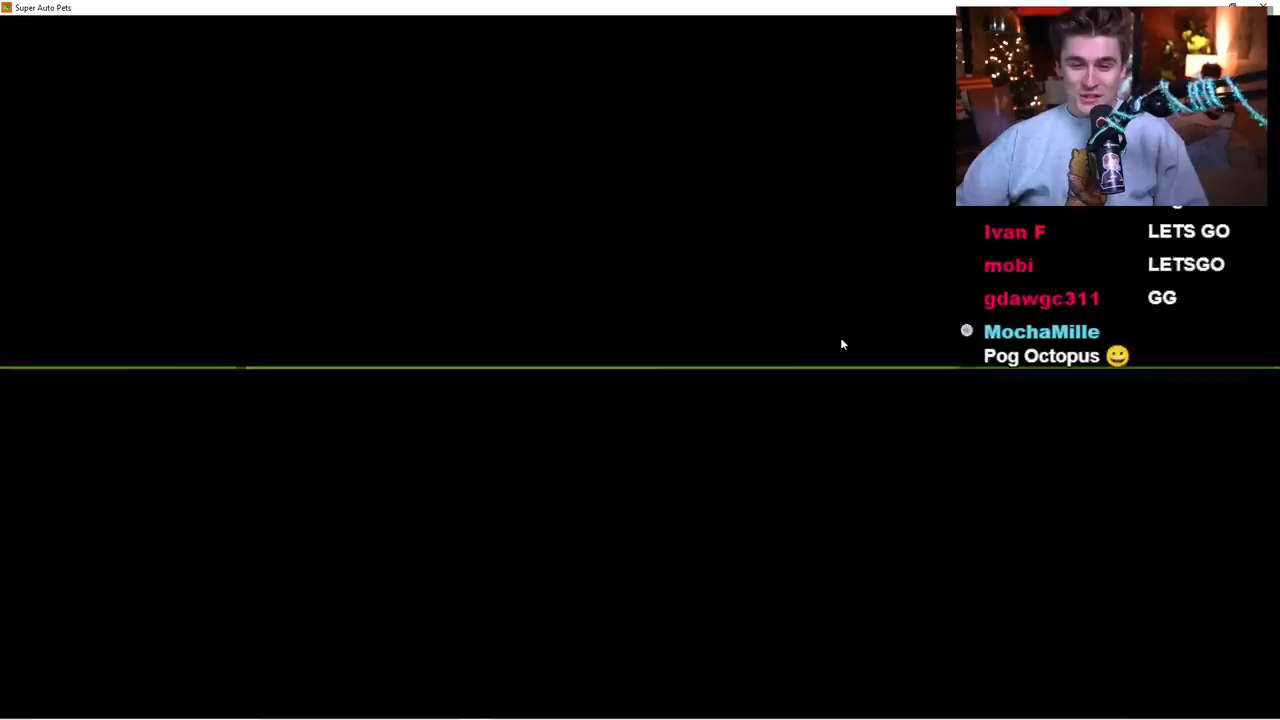 Super Auto Pets
Ivan F LETS GO
mobi LETSGO
gdawgc311 GG
MochaMille
Pog Octopus 😀